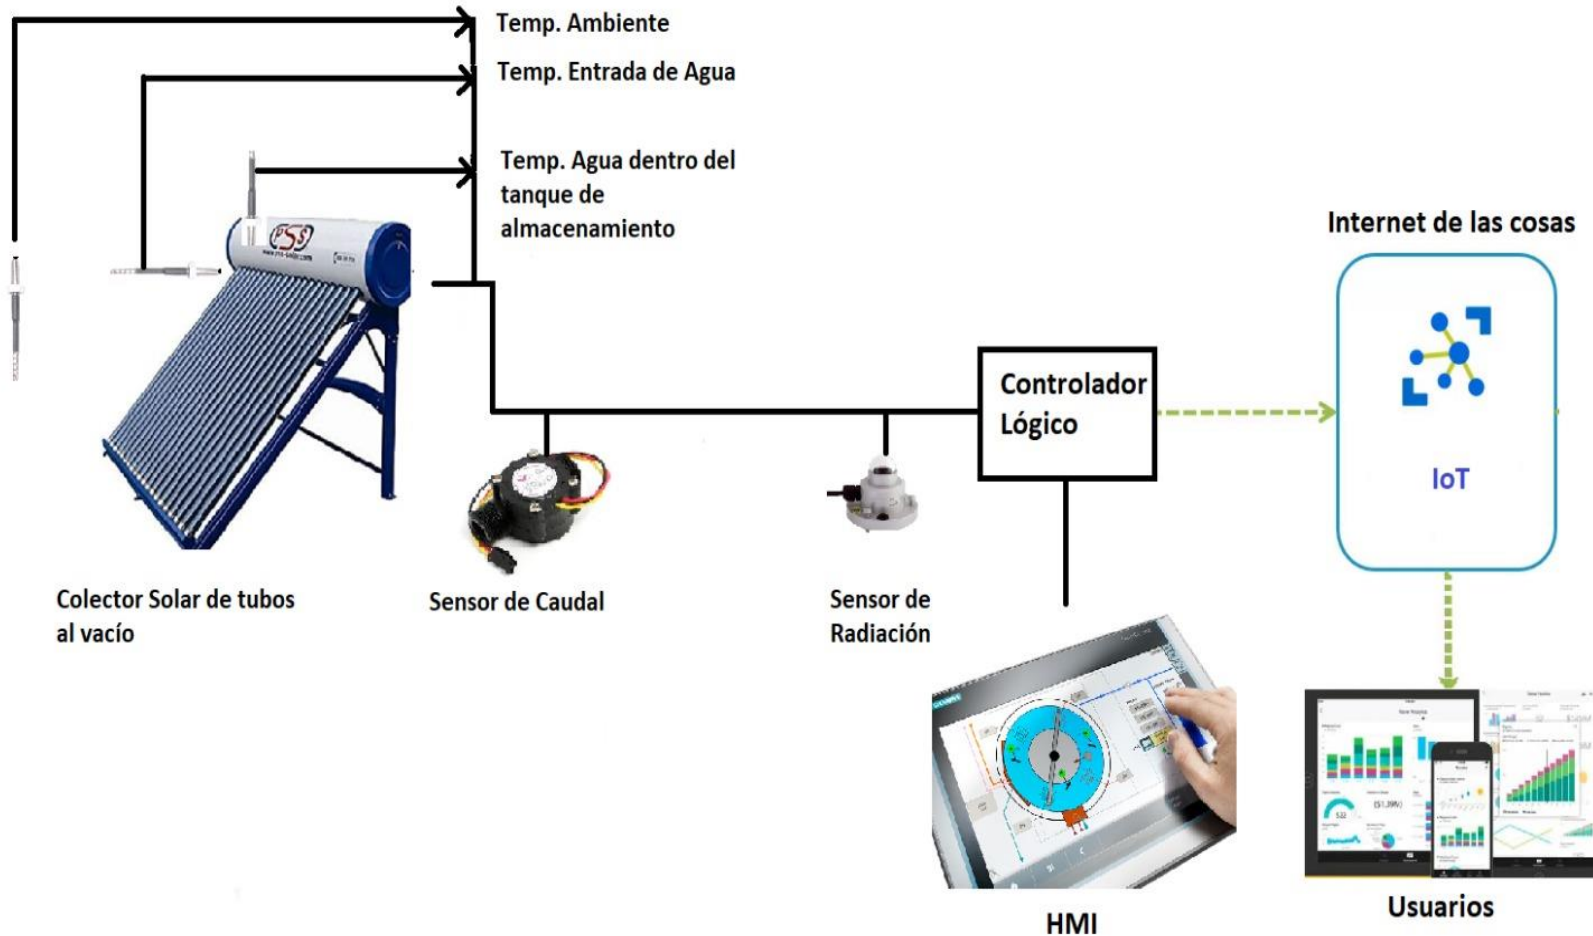 Temp. Ambiente
Temp. Entrada de Agua
Temp. Agua dentro del
tanque de
almacenamiento
PSS
Internet de las cosas
Controlador
Lógico
IoT
Colector Solar de tubos
al vacío
Sensor de Caudal
Sensor de
Radiación
HMI
Usuarios